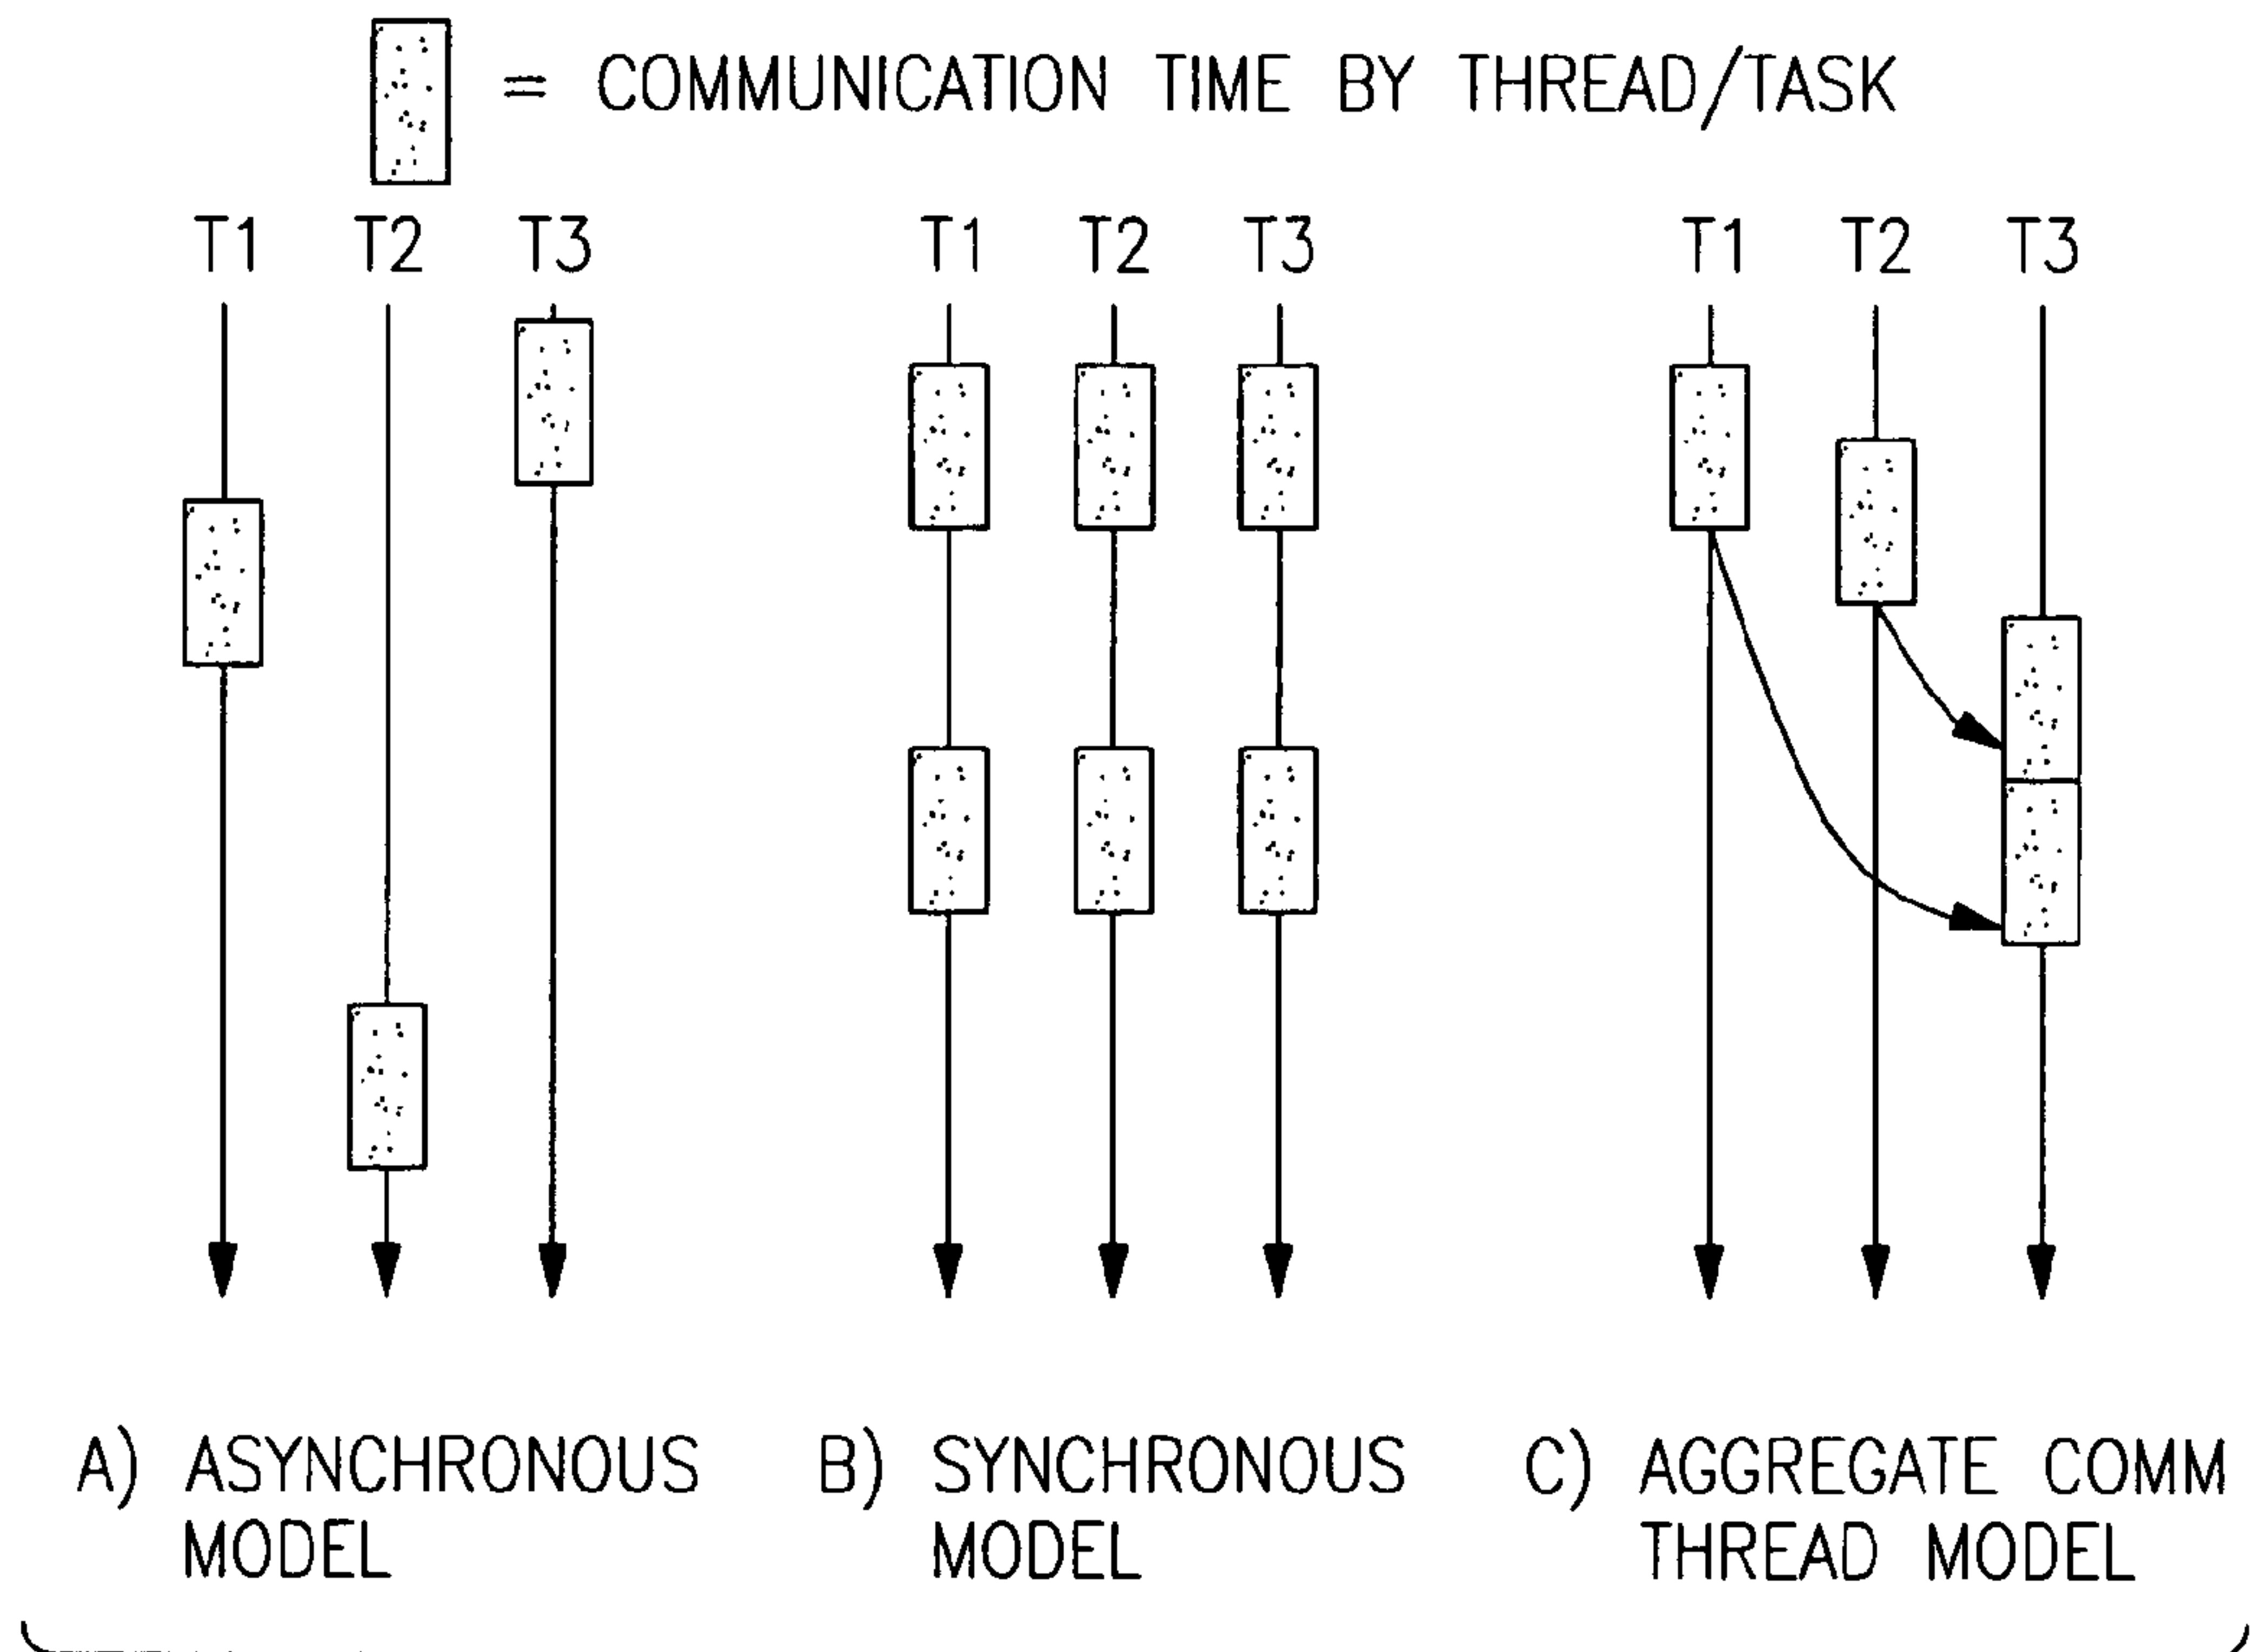 = COMMUNICATION TIME BY THREAD/TASK
T1 T2 T3 T1 T2 T3 T1 T2 T3
A) ASYNCHRONOUS MODEL
B) SYNCHRONOUS MODEL
C) AGGREGATE COMM THREAD MODEL